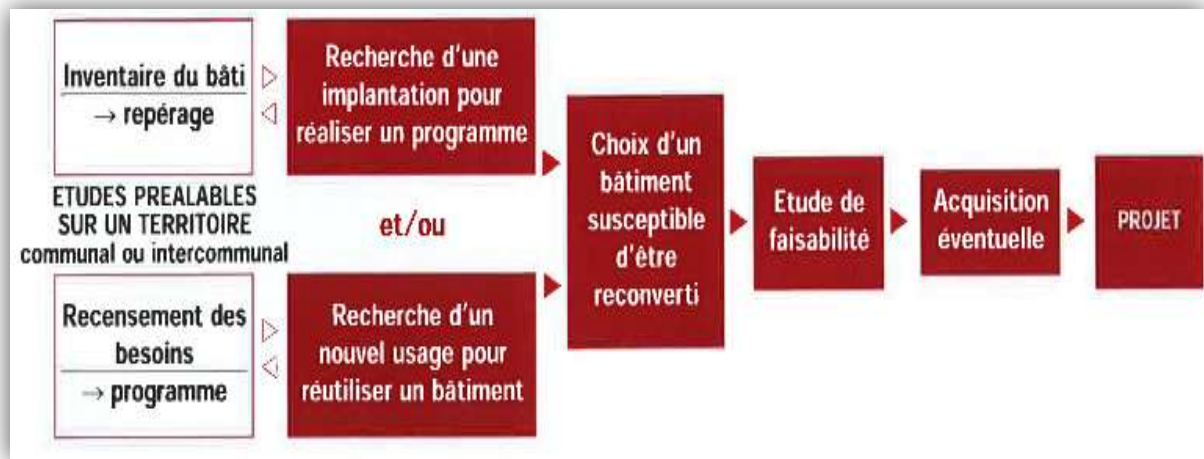 Inventaire du bâti
→ repérage
Recherche d'une
implantation pour
réaliser un programme
ETUDES PREALABLES
SUR UN TERRITOIRE
communal ou intercommunal
et/ou
Recensement des
besoins
→ programme
Recherche d'un
nouvel usage pour
réutiliser un bâtiment
Choix d'un
bâtiment
susceptible
d'être
reconverti
Etude de
faisabilité
Acquisition
éventuelle
PROJET